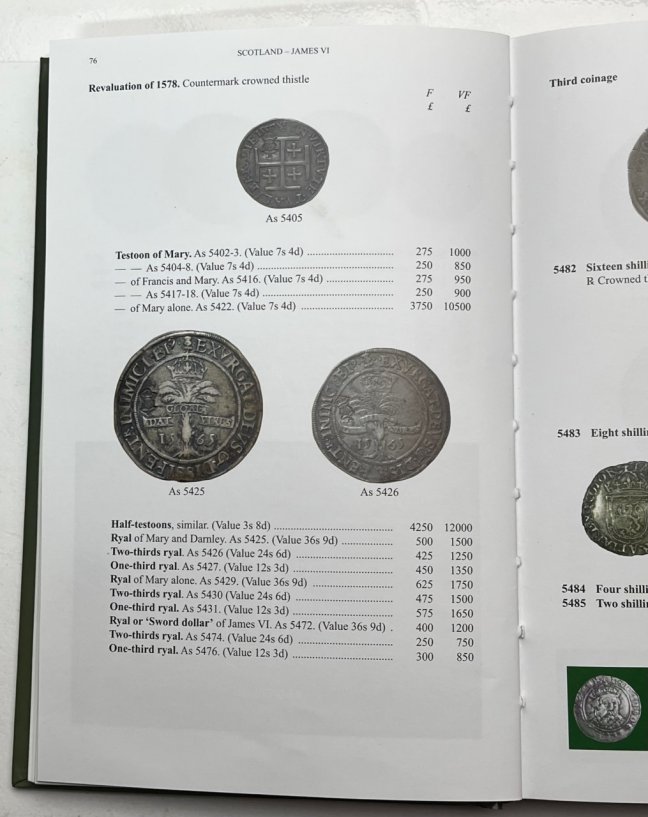 76
SCOTLAND – JAMES VI
Revaluation of 1578. Countermark crowned thistle
F VF
£ £
As 5405
Testoon of Mary. As 5402-3. (Value 7s 4d) 275 1000
— — As 5404-8. (Value 7s 4d) 250 850
— of Francis and Mary. As 5416. (Value 7s 4d) 275 950
— — As 5417-18. (Value 7s 4d) 250 900
— of Mary alone. As 5422. (Value 7s 4d) 3750 10500
As 5425
As 5426
Half-testoons, similar. (Value 3s 8d) 4250 12000
Ryal of Mary and Darnley. As 5425. (Value 36s 9d) 500 1500
Two-thirds ryal. As 5426 (Value 24s 6d) 425 1250
One-third ryal. As 5427. (Value 12s 3d) 450 1350
Ryal of Mary alone. As 5429. (Value 36s 9d) 625 1750
Two-thirds ryal. As 5430 (Value 24s 6d) 475 1500
One-third ryal. As 5431. (Value 12s 3d) 575 1650
Ryal or ‘Sword dollar’ of James VI. As 5472. (Value 36s 9d) . 400 1200
Two-thirds ryal. As 5474. (Value 24s 6d) 250 750
One-third ryal. As 5476. (Value 12s 3d) 300 850
Third coinage
5482 Sixteen shilli
R Crowned t
5483 Eight shillin
5484 Four shilli
5485 Two shillin